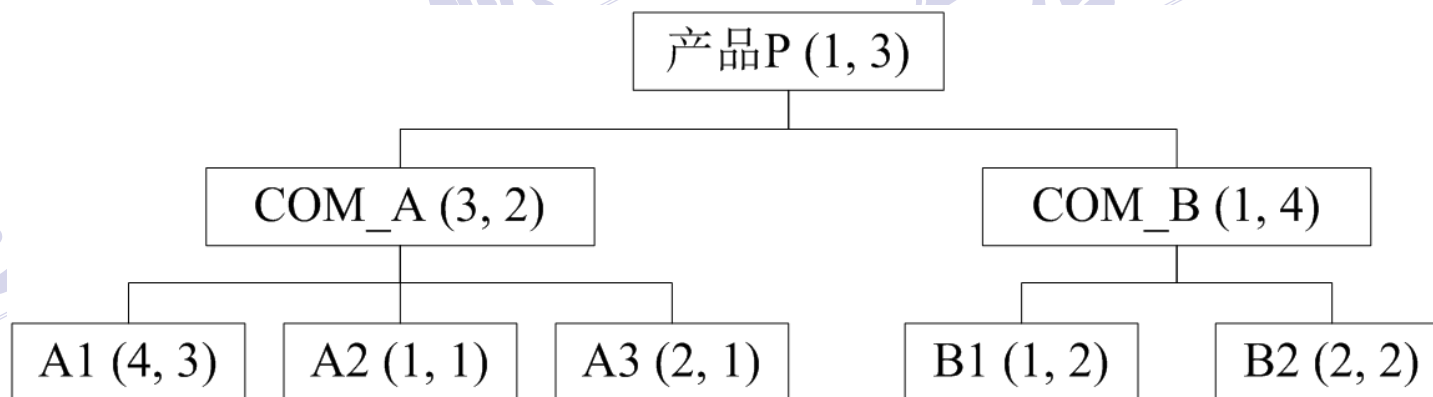 产品P (1, 3)
COM_A (3, 2)
COM_B (1, 4)
A1 (4, 3)
A2 (1, 1)
A3 (2, 1)
B1 (1, 2)
B2 (2, 2)